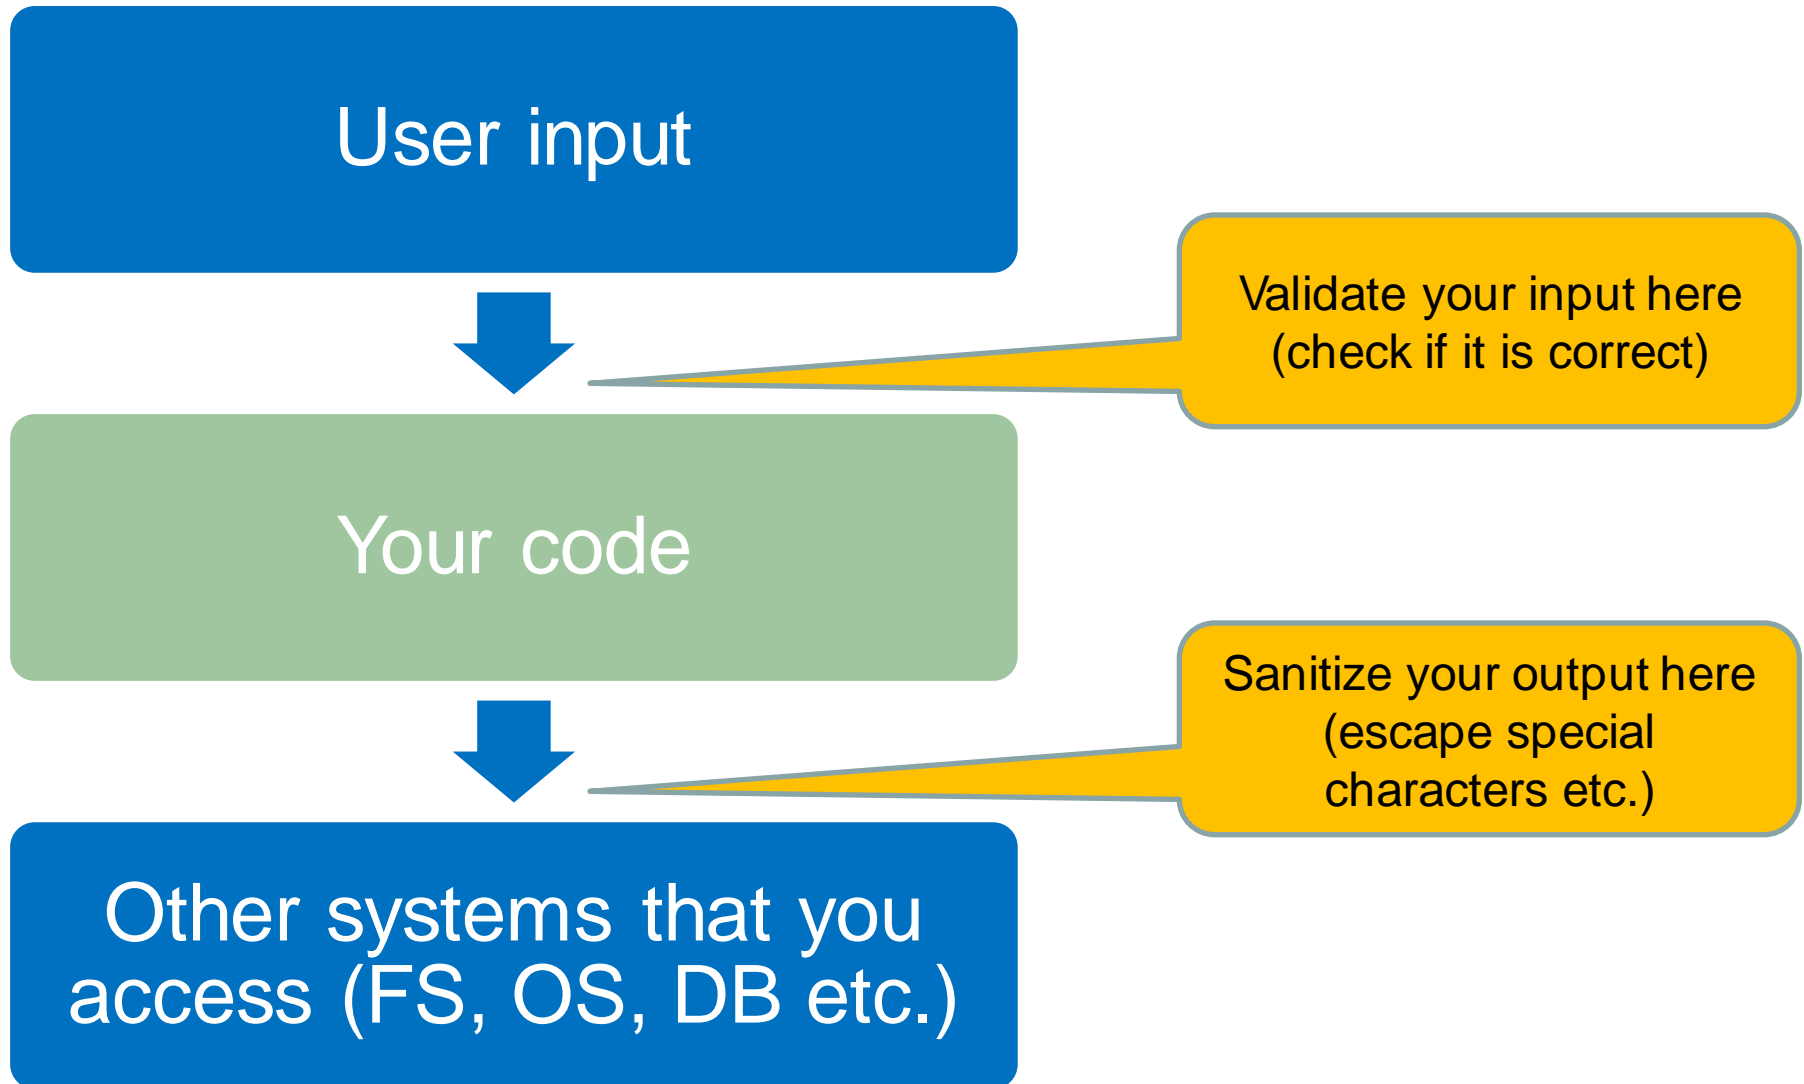 User input
Validate your input here
(check if it is correct)
Your code
Sanitize your output here
(escape special
characters etc.)
Other systems that you
access (FS, OS, DB etc.)